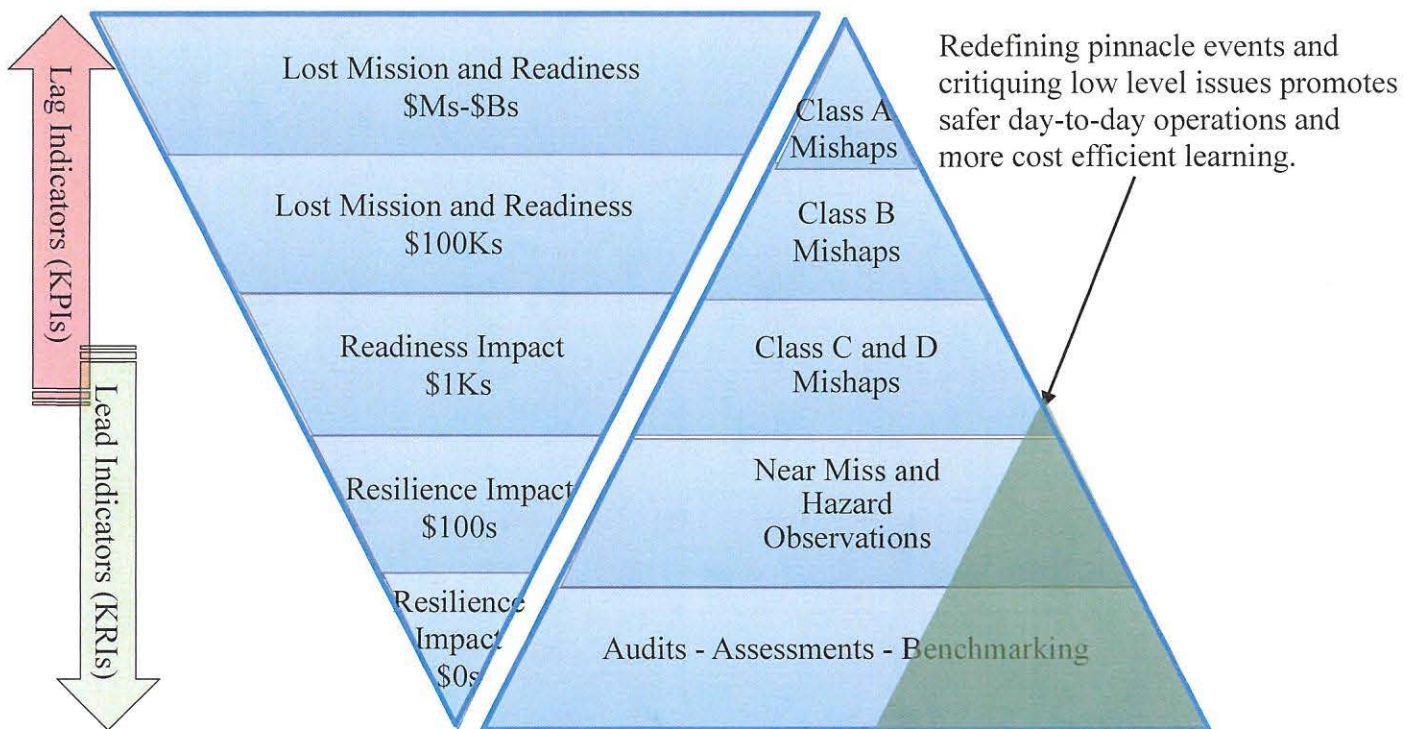 Lag Indicators (KPIs)
Lead Indicators (KRIs)
Lost Mission and Readiness
$Ms-$Bs
Lost Mission and Readiness
$100Ks
Readiness Impact
$1Ks
Resilience Impact
$100s
Resilience
Impact
$0s
Class A
Mishaps
Class B
Mishaps
Class C and D
Mishaps
Near Miss and
Hazard
Observations
Audits - Assessments - Benchmarking
Redefining pinnacle events and
critiquing low level issues promotes
safer day-to-day operations and
more cost efficient learning.